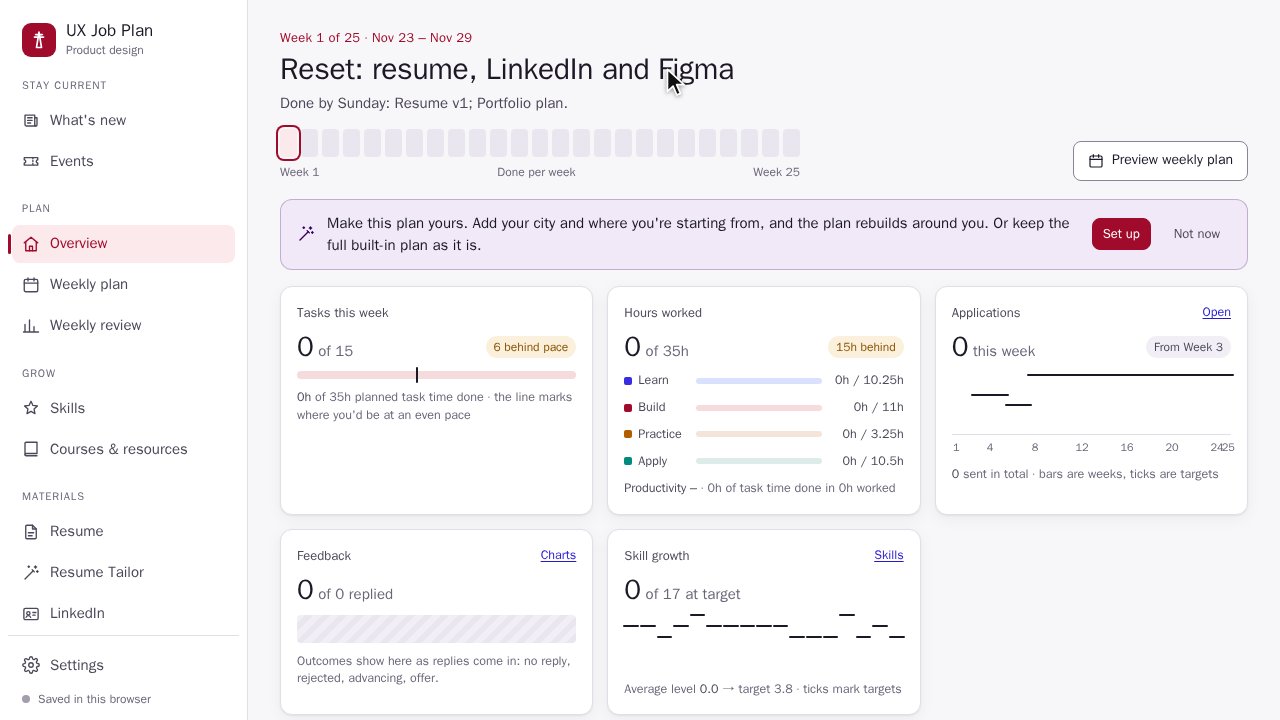 UX Job Plan
Product design
STAY CURRENT
What's new
Events
PLAN
Overview
Weekly plan
Weekly review
GROW
Skills
Courses & resources
MATERIALS
Resume
Resume Tailor
LinkedIn
Settings
Saved in this browser
Week 1 of 25 · Nov 23 – Nov 29
Reset: resume, LinkedIn and Figma
Done by Sunday: Resume v1; Portfolio plan.
Week 1
Done per week
Week 25
Preview weekly plan
Make this plan yours. Add your city and where you're starting from, and the plan rebuilds around you. Or keep the
full built-in plan as it is.
Set up
Not now
Tasks this week
0 of 15
6 behind pace
0h of 35h planned task time done · the line marks
where you'd be at an even pace
Hours worked
0 of 35h
15h behind
Learn 0h / 10.25h
Build 0h / 11h
Practice 0h / 3.25h
Apply 0h / 10.5h
Productivity – · 0h of task time done in 0h worked
Applications
Open
0 this week
From Week 3
1 4 8 12 16 20 2425
0 sent in total · bars are weeks, ticks are targets
Feedback
Charts
0 of 0 replied
Outcomes show here as replies come in: no reply,
rejected, advancing, offer.
Skill growth
Skills
0 of 17 at target
Average level 0.0 → target 3.8 · ticks mark targets